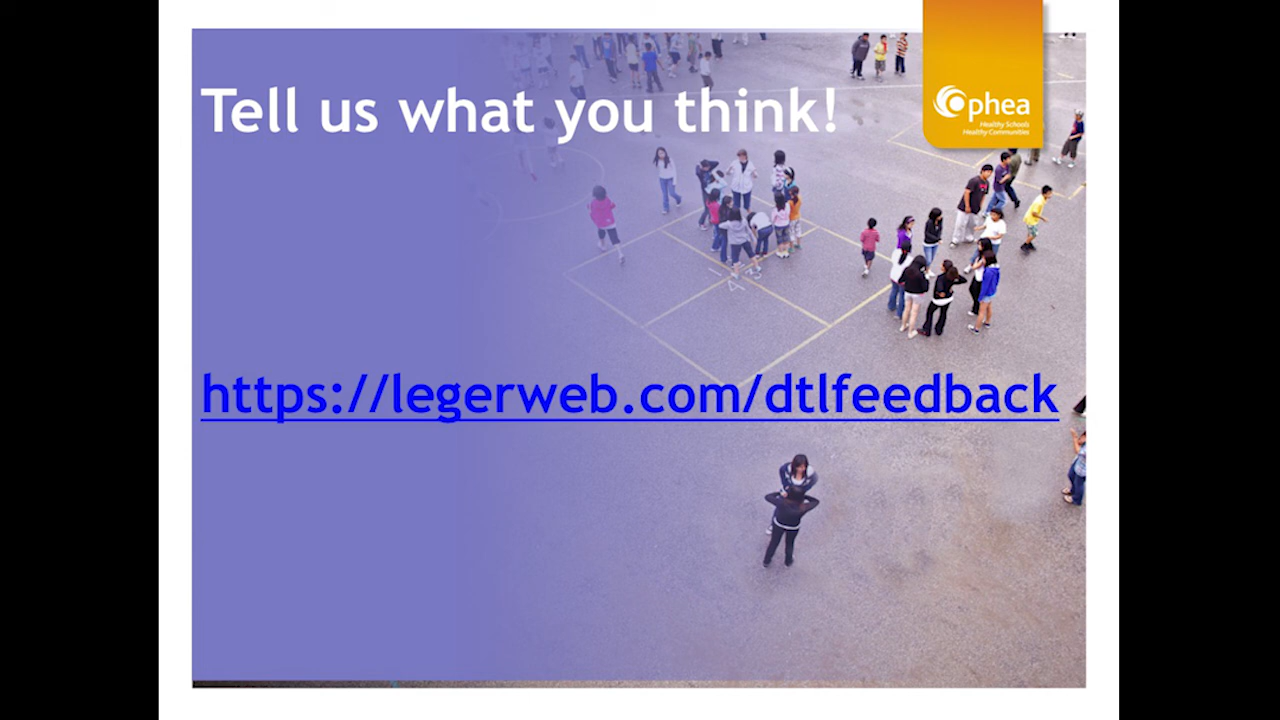 Tell us what you think!
Ophea
Healthy Schools
Healthy Communities
https://legerweb.com/dtlfeedback